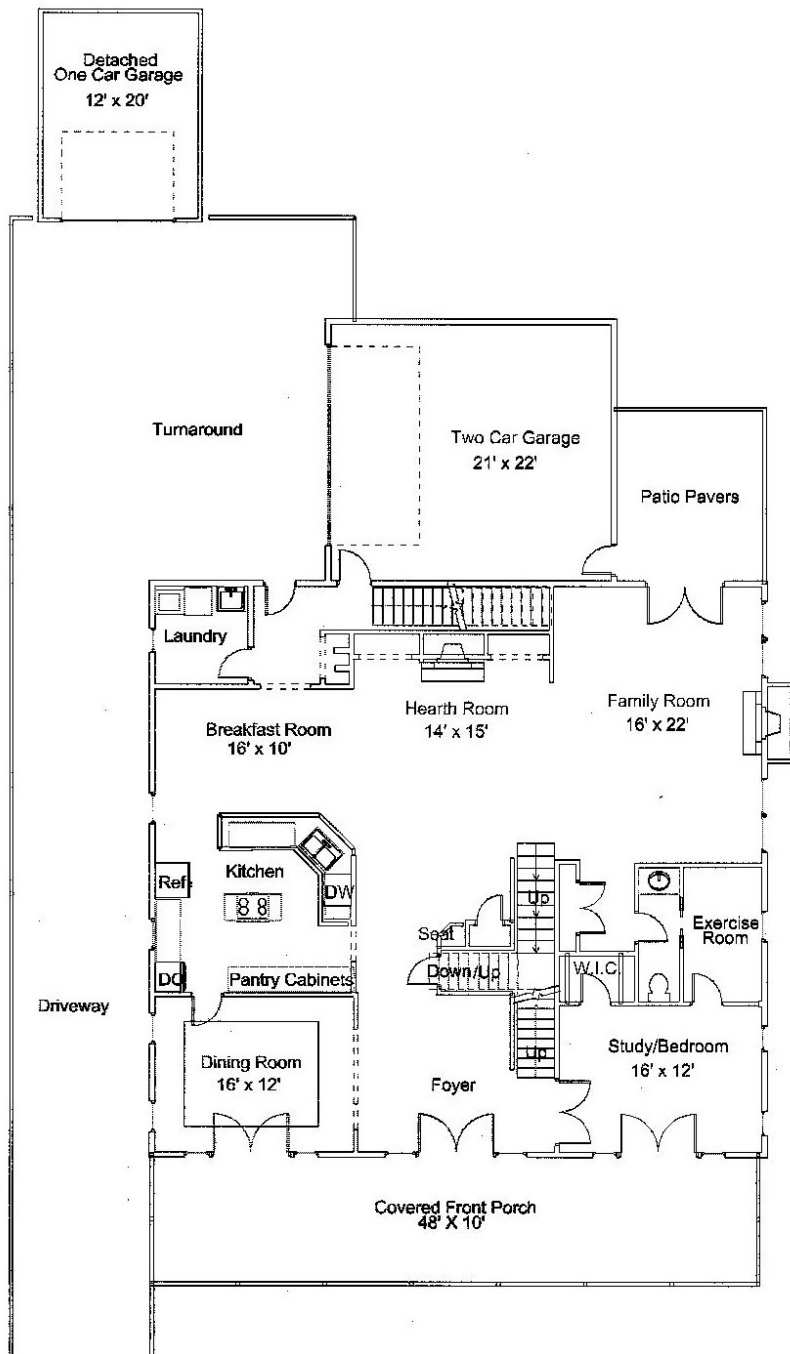 Detached
One Car Garage
12' x 20'
Turnaround
Two Car Garage
21' x 22'
Patio Pavers
Laundry
Breakfast Room
16' x 10'
Hearth Room
14' x 15'
Family Room
16' x 22'
Kitchen
Ref.
DW
Up
Seat
Exercise
Room
Down/Up
W.I.C.
DO
Pantry Cabinets
Driveway
Dining Room
16' x 12'
Up
Study/Bedroom
16' x 12'
Foyer
Covered Front Porch
48' X 10'